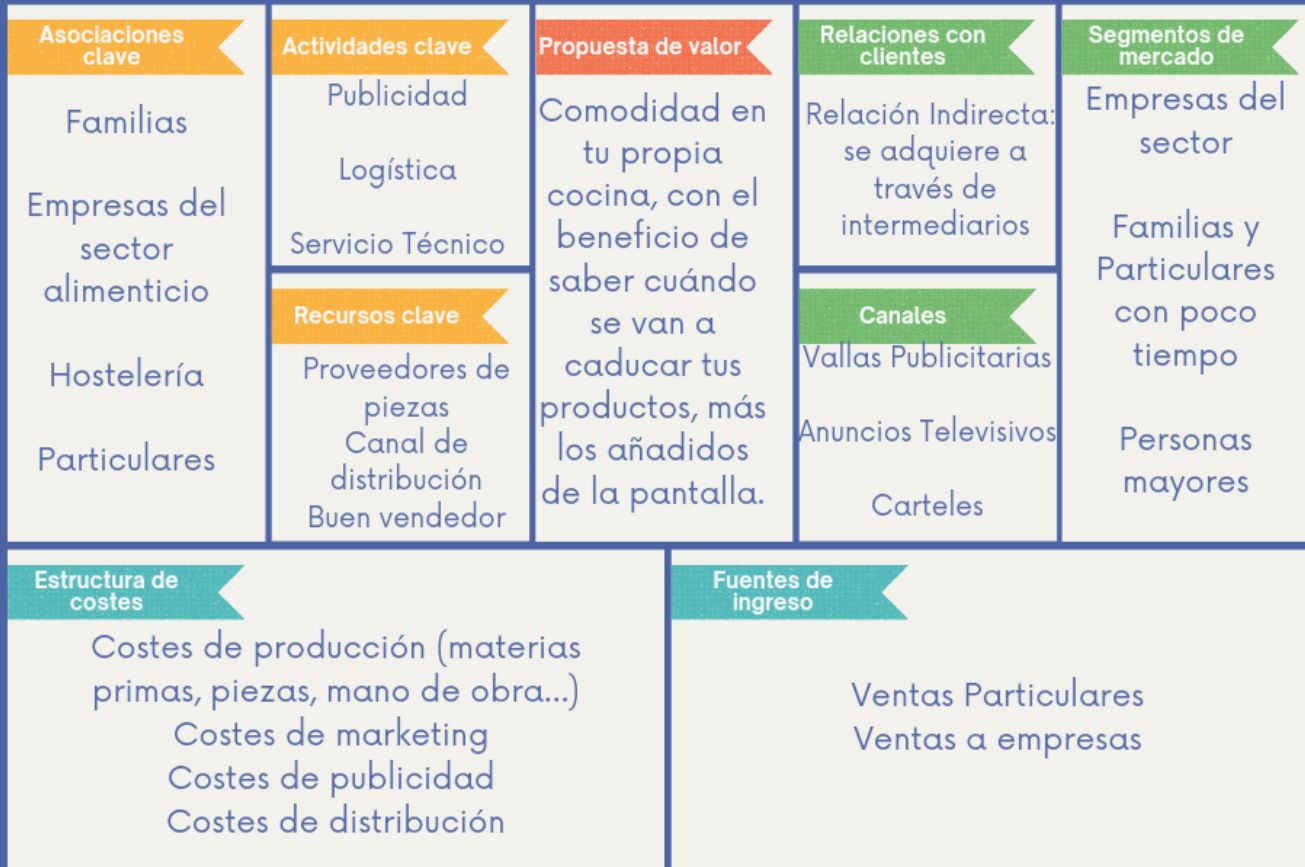 Asociaciones
clave
Familias
Empresas del
sector
alimenticio
Hostelería
Particulares
Actividades clave
Publicidad
Logística
Servicio Técnico
Recursos clave
Proveedores de
piezas
Canal de
distribución
Buen vendedor
Propuesta de valor
Comodidad en
tu propia
cocina, con el
beneficio de
saber cuándo
se van a
caducar tus
productos, más
los añadidos
de la pantalla.
Relaciones con
clientes
Relación Indirecta:
se adquiere a
través de
intermediarios
Canales
Vallas Publicitarias
Anuncios Televisivos
Carteles
Segmentos de
mercado
Empresas del
sector
Familias y
Particulares
con poco
tiempo
Personas
mayores
Estructura de
costes
Costes de producción (materias
primas, piezas, mano de obra...)
Costes de marketing
Costes de publicidad
Costes de distribución
Fuentes de
ingreso
Ventas Particulares
Ventas a empresas